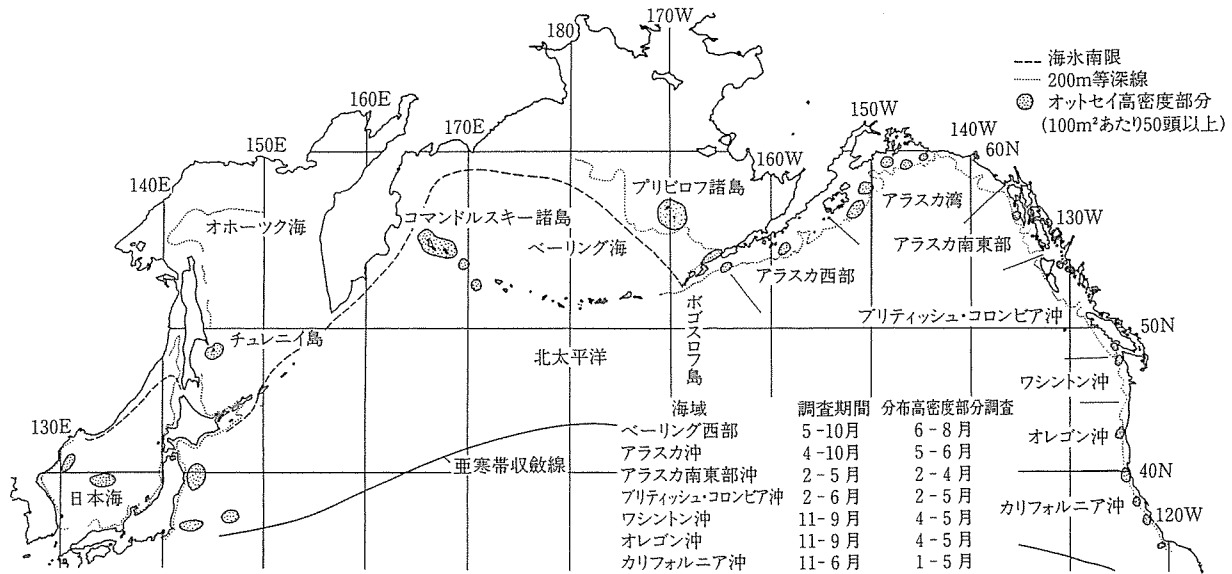 170W
180
160E
170E
150E
140E
130E
150W
140W
60N
160W
130W
50N
40N
120W
海氷南限
200m等深線
オットセイ高密度部分
(100m²あたり50頭以上)
オホーツク海
コマンドルスキー諸島
ベーリング海
プリビロフ諸島
アラスカ湾
アラスカ南東部
アラスカ西部
ブリティッシュ・コロンビア沖
チュレニイ島
北太平洋
ボゴスロフ島
ワシントン沖
オレゴン沖
カリフォルニア沖
日本海
亜寒帯収斂線
海域 調査期間 分布高密度部分調査
ベーリング西部 5-10月 6-8月
アラスカ沖 4-10月 5-6月
アラスカ南東部沖 2-5月 2-4月
ブリティッシュ・コロンビア沖 2-6月 2-5月
ワシントン沖 11-9月 4-5月
オレゴン沖 11-9月 4-5月
カリフォルニア沖 11-6月 1-5月